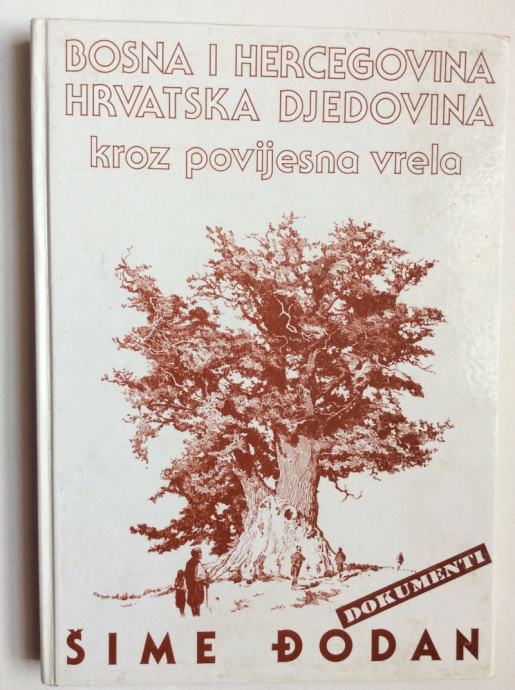 BOSNA I HERCEGOVINA
HRVATSKA DJEDOVINA
kroz povijesna vrela
DOKUMENTI
ŠIME ĐODAN